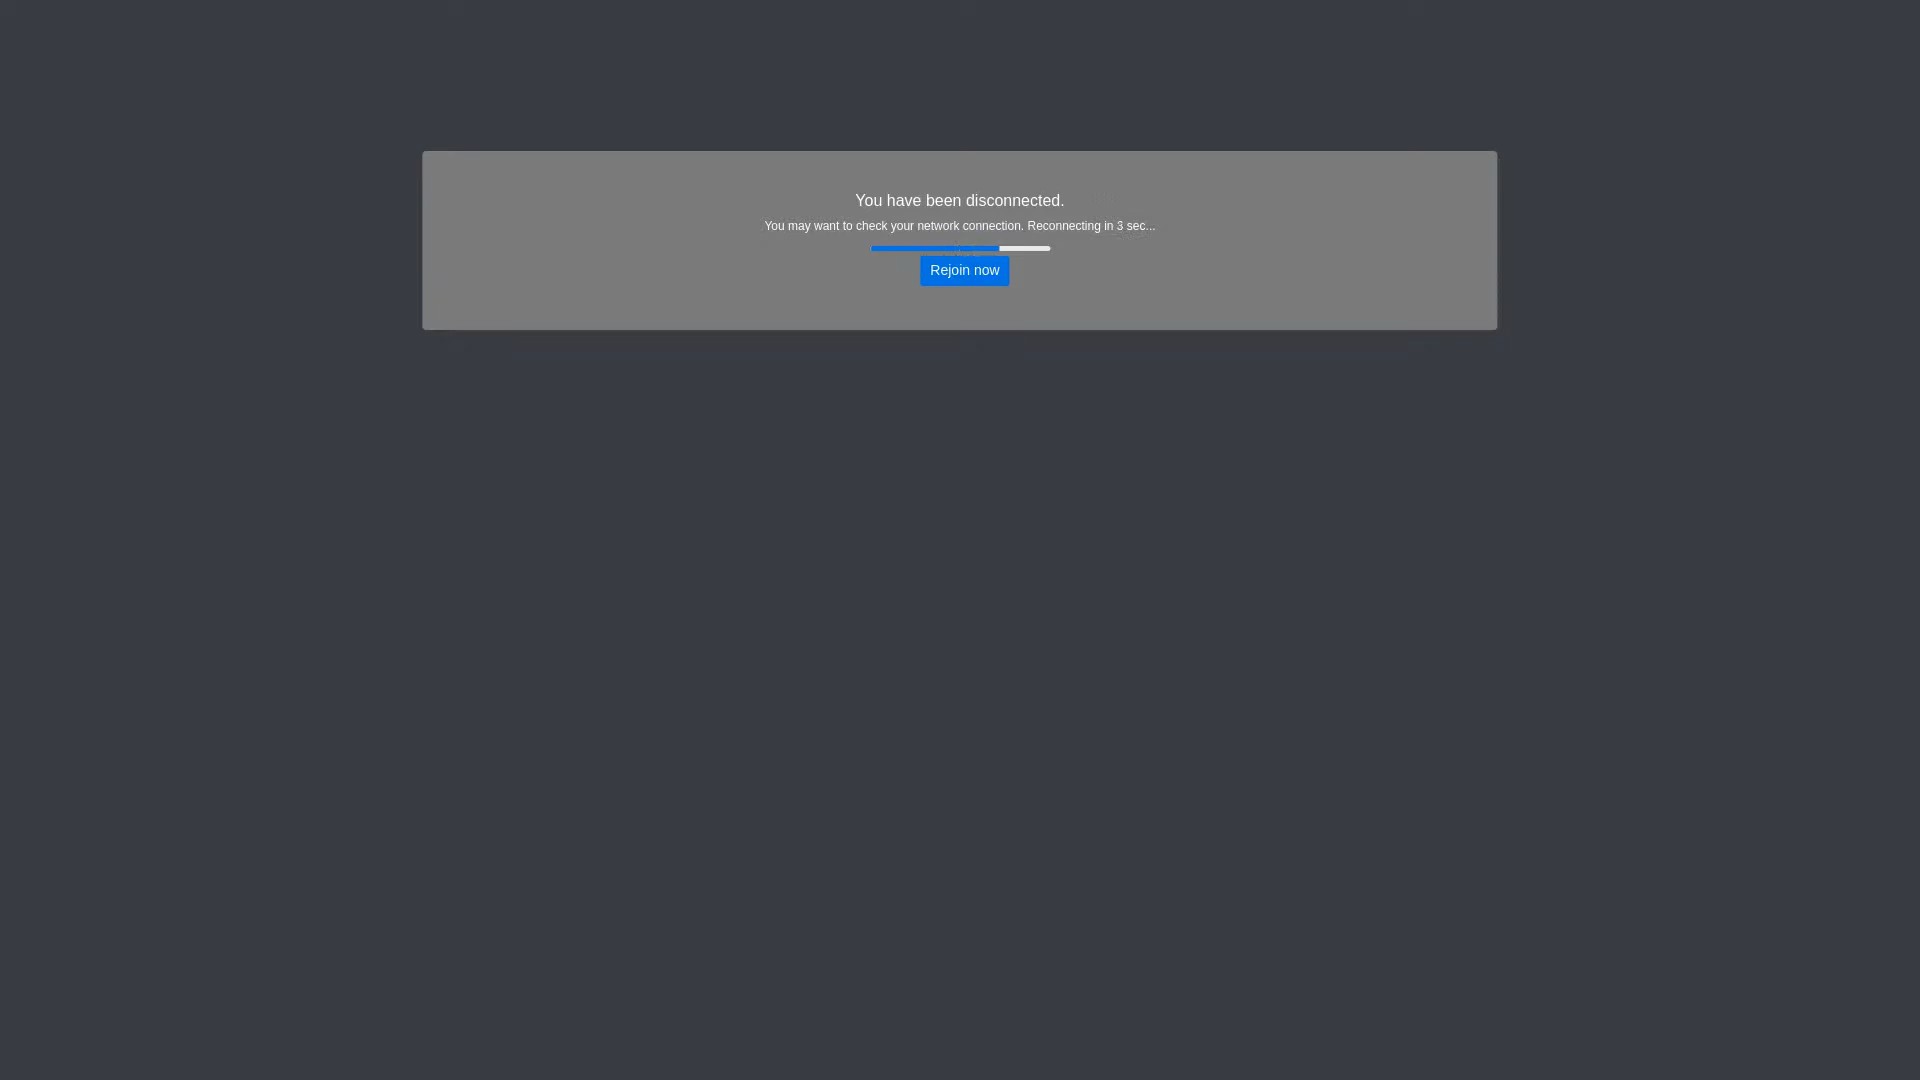 You have been disconnected.
You may want to check your network connection. Reconnecting in 3 sec...
Rejoin now